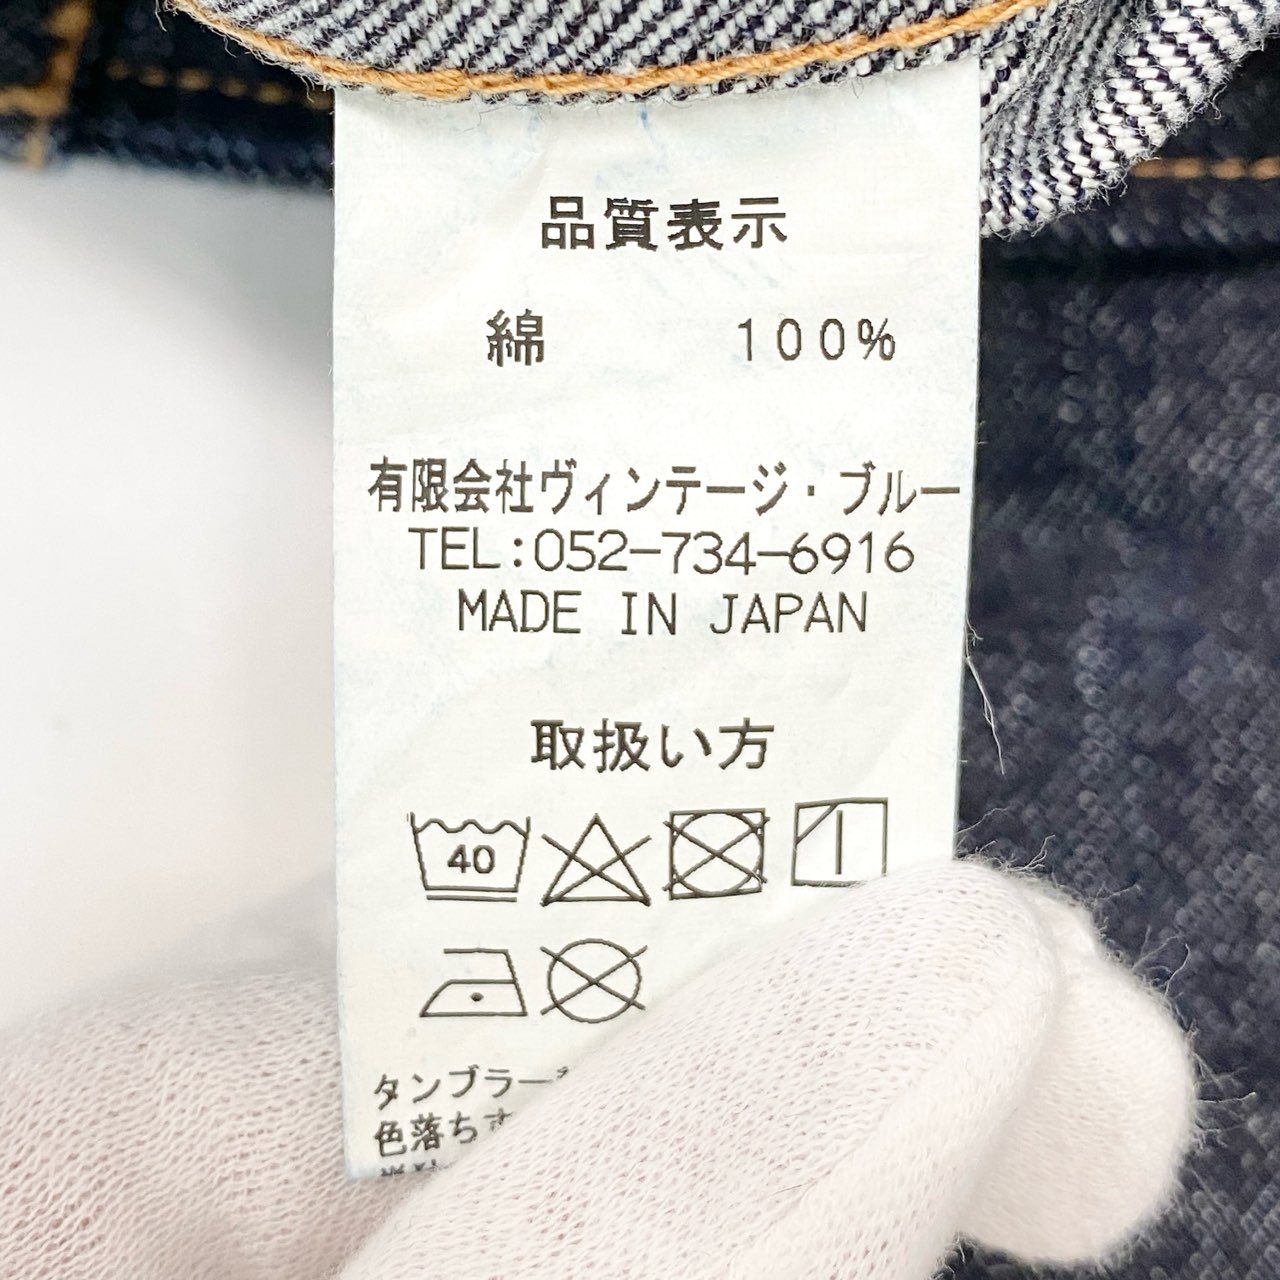 品質表示
綿 100%
有限会社ヴィンテージ・ブルー
TEL:052-734-6916
MADE IN JAPAN
取扱い方
40
タンブラー
色落ち